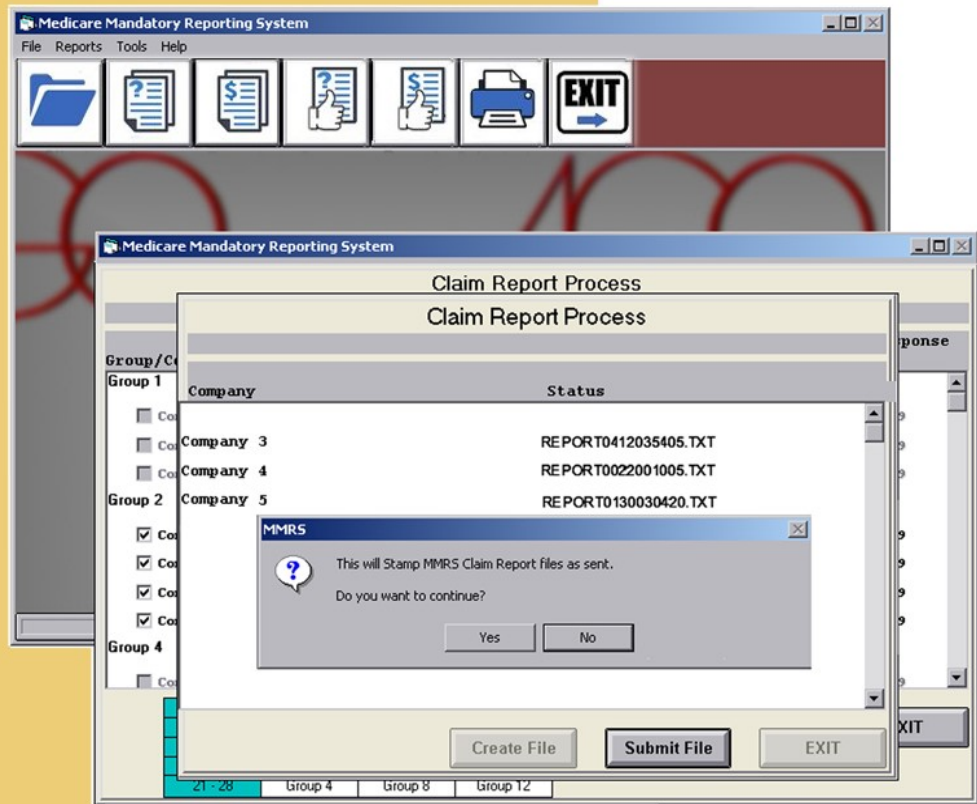 Medicare Mandatory Reporting System
File Reports Tools Help
?
$
?
$
EXIT
Medicare Mandatory Reporting System
Claim Report Process
Group/Co
Group 1
Group 2
Group 4
Claim Report Process
Company Status
Company 3 REPORT0412035405.TXT
Company 4 REPORT0022001005.TXT
Company 5 REPORT0130030420.TXT
MMRS
?
This will Stamp MMRS Claim Report files as sent.
Do you want to continue?
Yes No
Create File Submit File EXIT
21 - 28 Group 4 Group 8 Group 12